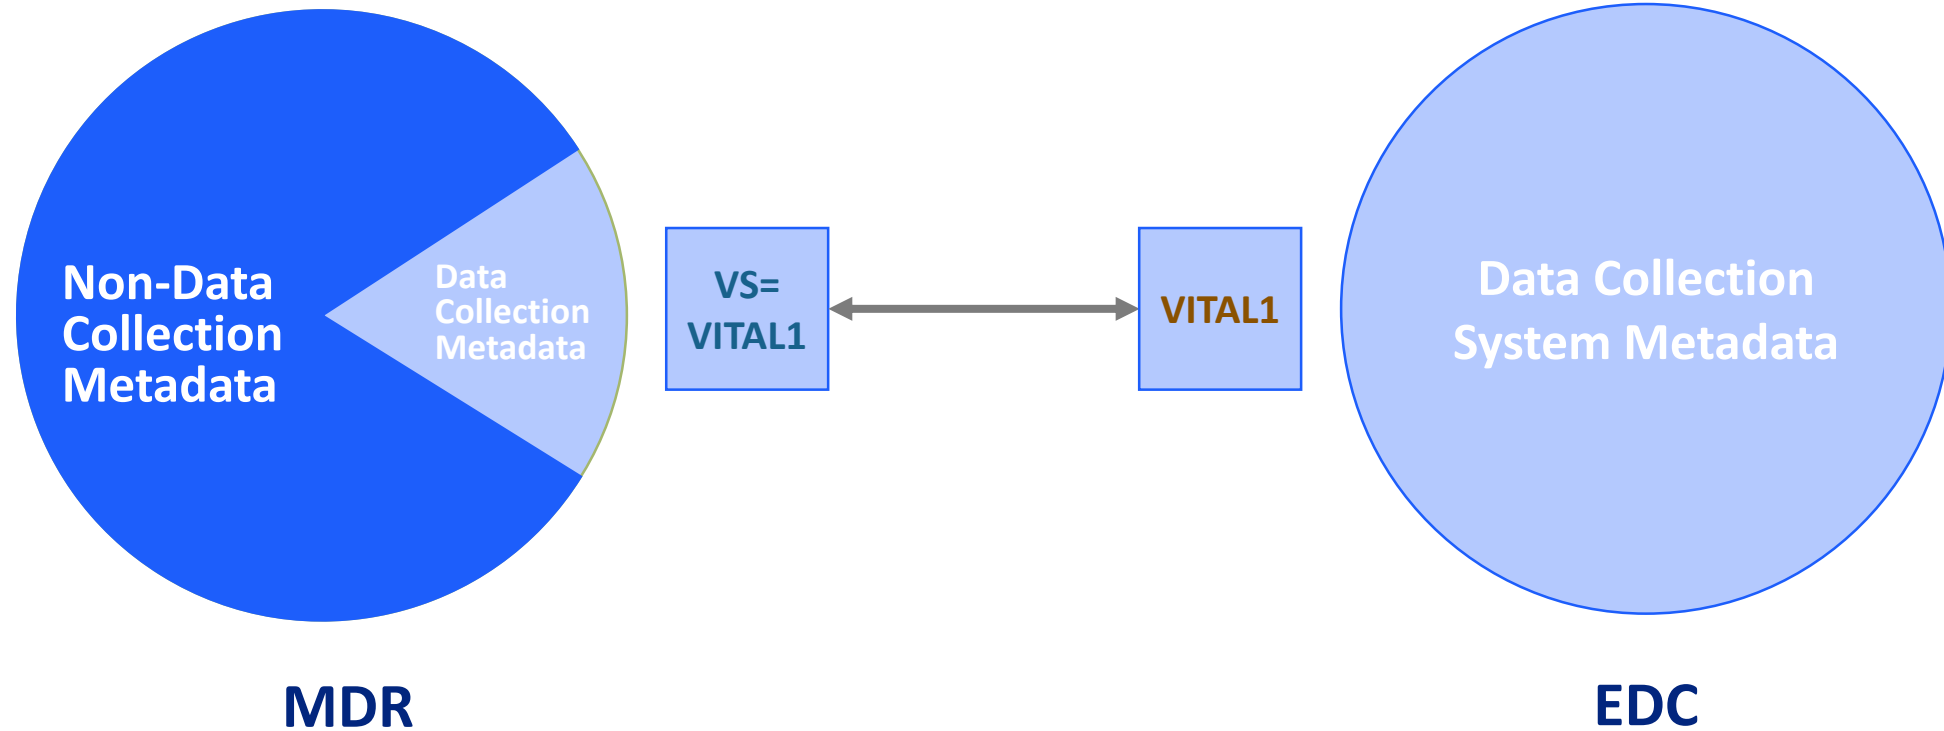 Non-Data
Collection
Metadata
Data
Collection
Metadata
VS=
VITAL1
VITAL1
Data Collection
System Metadata
MDR
EDC